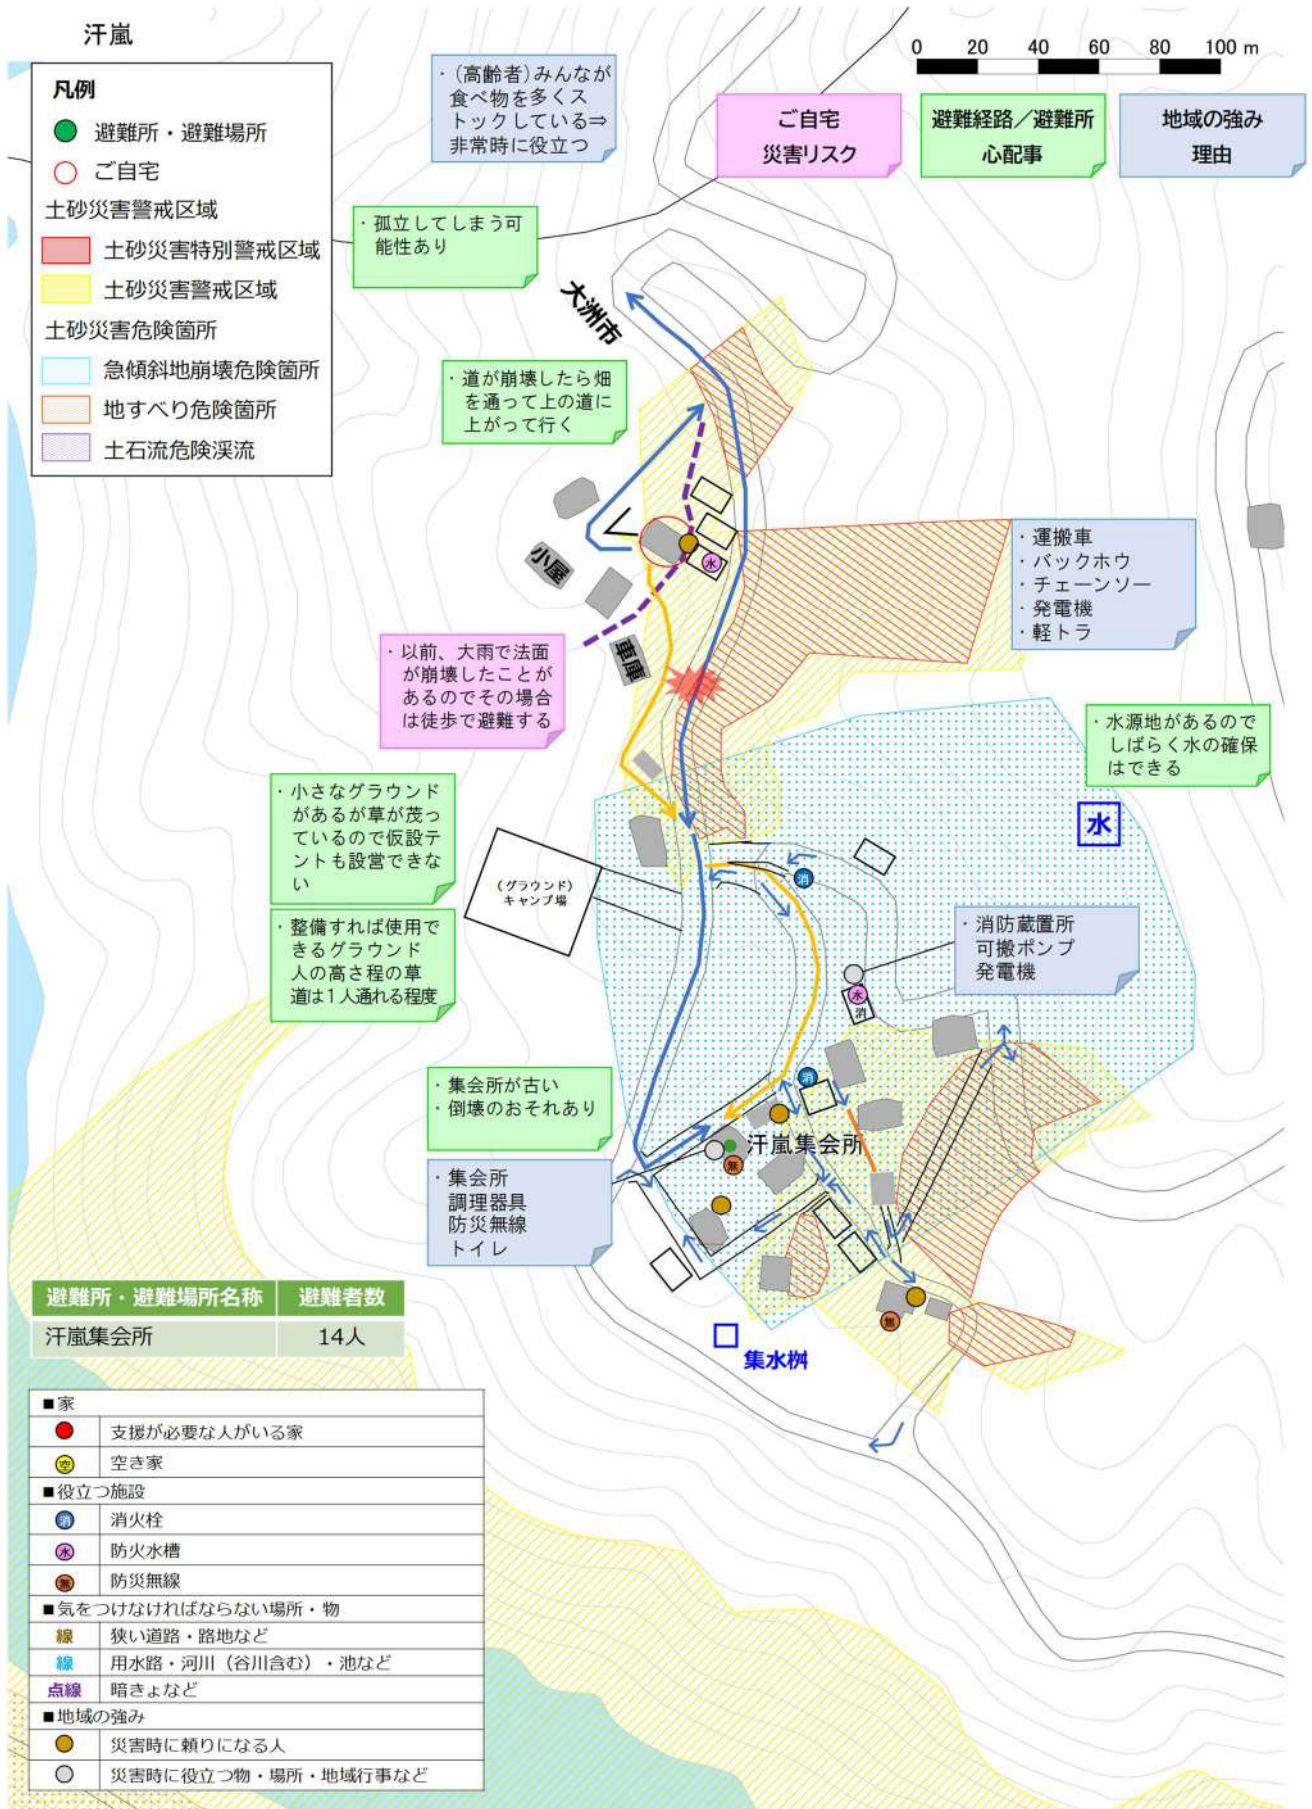 汗嵐
0 20 40 60 80 100 m
凡例
避難所・避難場所
ご自宅
土砂災害警戒区域
土砂災害特別警戒区域
土砂災害警戒区域
土砂災害危険箇所
急傾斜地崩壊危険箇所
地すべり危険箇所
土石流危険渓流
・(高齢者)みんなが
食べ物を多くス
トックしている⇒
非常時に役立つ
ご自宅
災害リスク
避難経路/避難所
心配事
地域の強み
理由
・孤立してしまう可
能性あり
大洲市
・道が崩壊したら畑
を通って上の道に
上がって行く
小屋
水
車庫
・運搬車
・バックホウ
・チェーンソー
・発電機
・軽トラ
・以前、大雨で法面
が崩壊したことが
あるのでその場合
は徒歩で避難する
・水源地があるので
しばらく水の確保
はできる
水
・小さなグラウンド
があるが草が茂っ
ているので仮設テ
ントも設営できな
い
(グラウンド)
キャンプ場
消
・整備すれば使用で
きるグラウンド
人の高さ程の草
道は1人通れる程度
・消防蔵置所
可搬ポンプ
発電機
水
消
・集会所が古い
・倒壊のおそれあり
消
汗嵐集会所
無
・集会所
調理器具
防災無線
トイレ
無
集水桝
避難所・避難場所名称 避難者数
汗嵐集会所 14人
■家
支援が必要な人がいる家
空 空き家
■役立つ施設
消 消火栓
水 防火水槽
無 防災無線
■気をつけなければならない場所・物
線 狭い道路・路地など
線 用水路・河川(谷川含む)・池など
点線 暗きょなど
■地域の強み
災害時に頼りになる人
災害時に役立つ物・場所・地域行事など